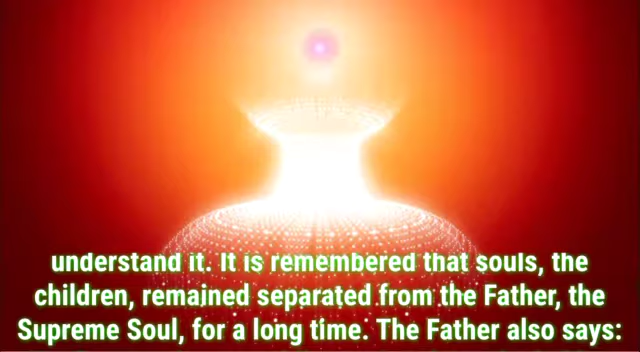 understand it. It is remembered that souls, the
children, remained separated from the Father, the
Supreme Soul, for a long time. The Father also says: